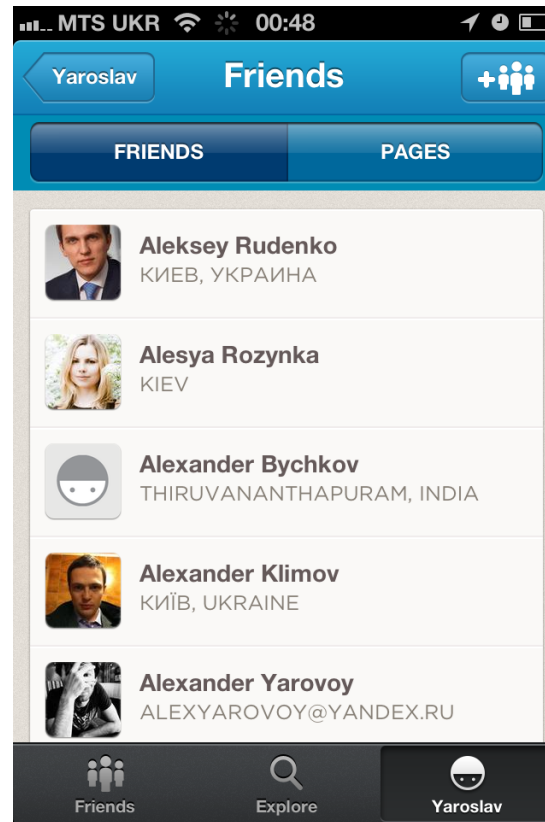 MTS UKR 00:48
Yaroslav Friends +
FRIENDS PAGES
Aleksey Rudenko
КИЕВ, УКРАИНА
Alesya Rozynka
KIEV
Alexander Bychkov
THIRUVANANTHAPURAM, INDIA
Alexander Klimov
КИЇВ, UKRAINE
Alexander Yarovoy
ALEXYAROVOY@YANDEX.RU
Friends Explore Yaroslav